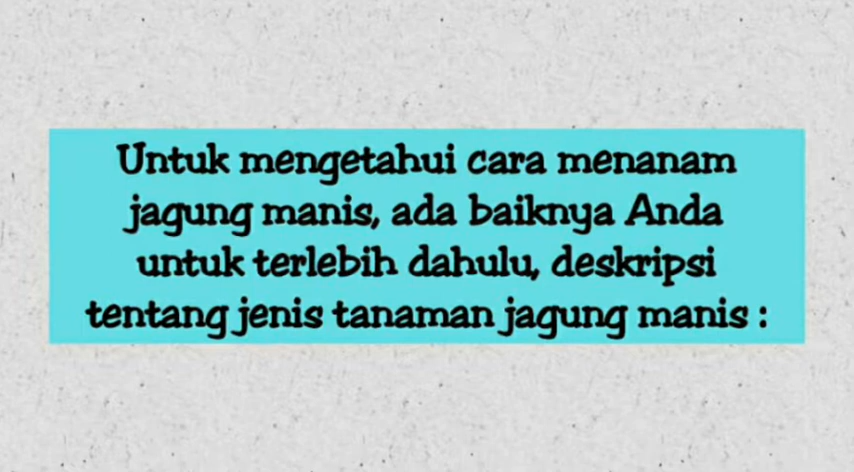 Untuk mengetahui cara menanam
jagung manis, ada baiknya Anda
untuk terlebih dahulu, deskripsi
tentang jenis tanaman jagung manis :